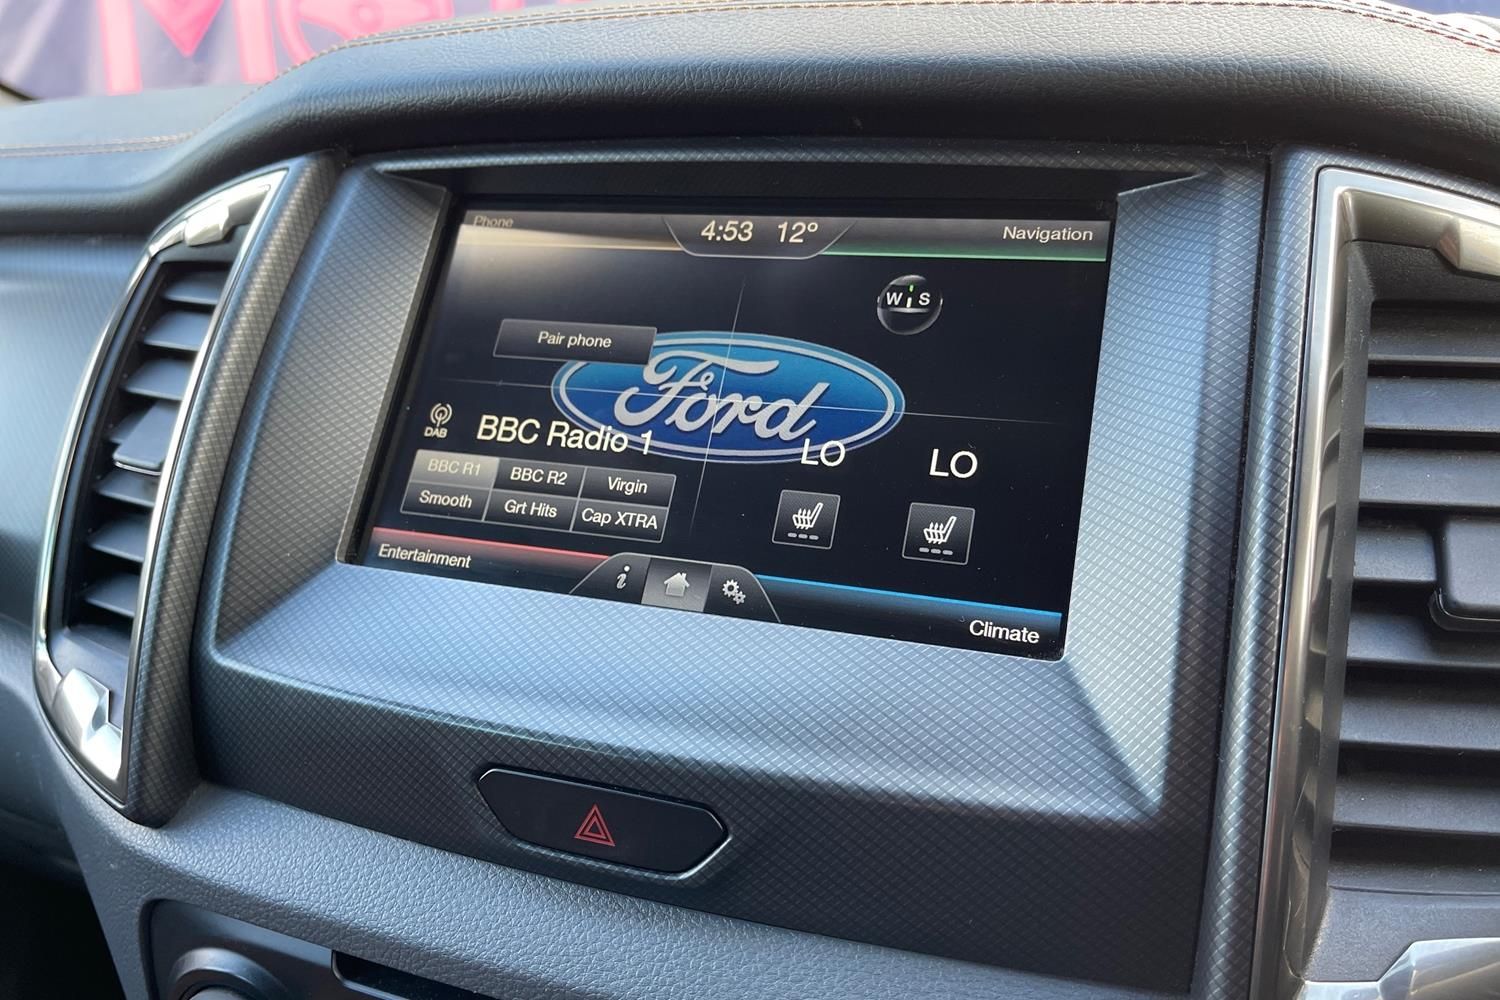 Phone
4:53 12°
Navigation
W S
Pair phone
Ford
DAB
BBC Radio 1
LO
LO
BBC R1
BBC R2
Virgin
Smooth
Grt Hits
Cap XTRA
Entertainment
i
Climate